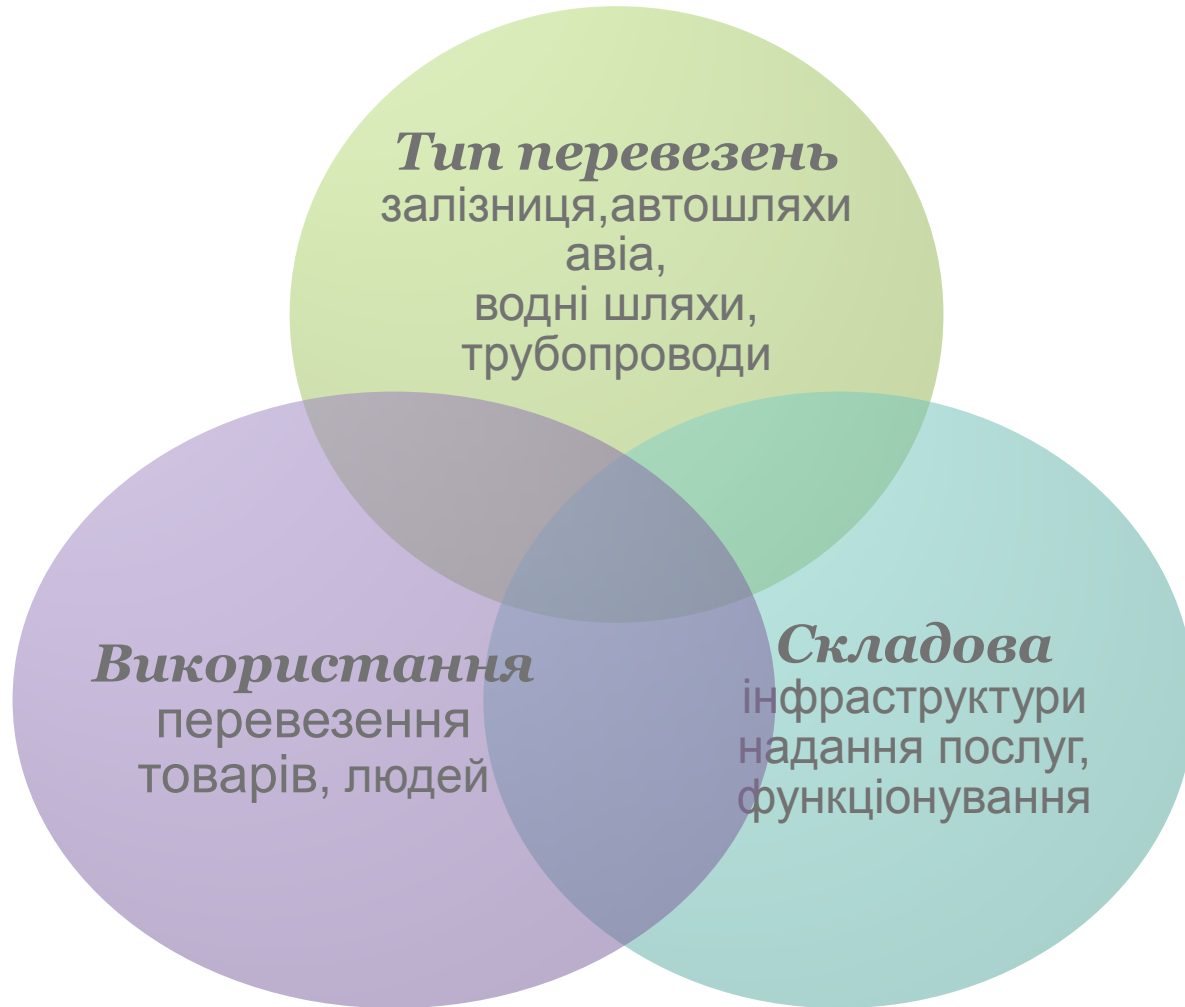 Тип перевезень
залізниця,автошляхи
авіа,
водні шляхи,
трубопроводи
Використання
перевезення
товарів, людей
Складова
інфраструктури
надання послуг,
функціонування